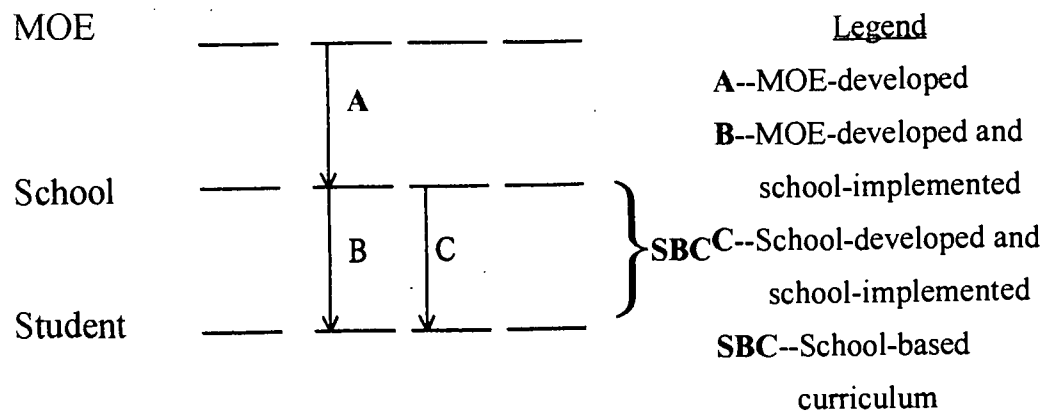 MOE
A
School
B
C
Student
SBC
Legend
A--MOE-developed
B--MOE-developed and
school-implemented
C--School-developed and
school-implemented
SBC--School-based
curriculum